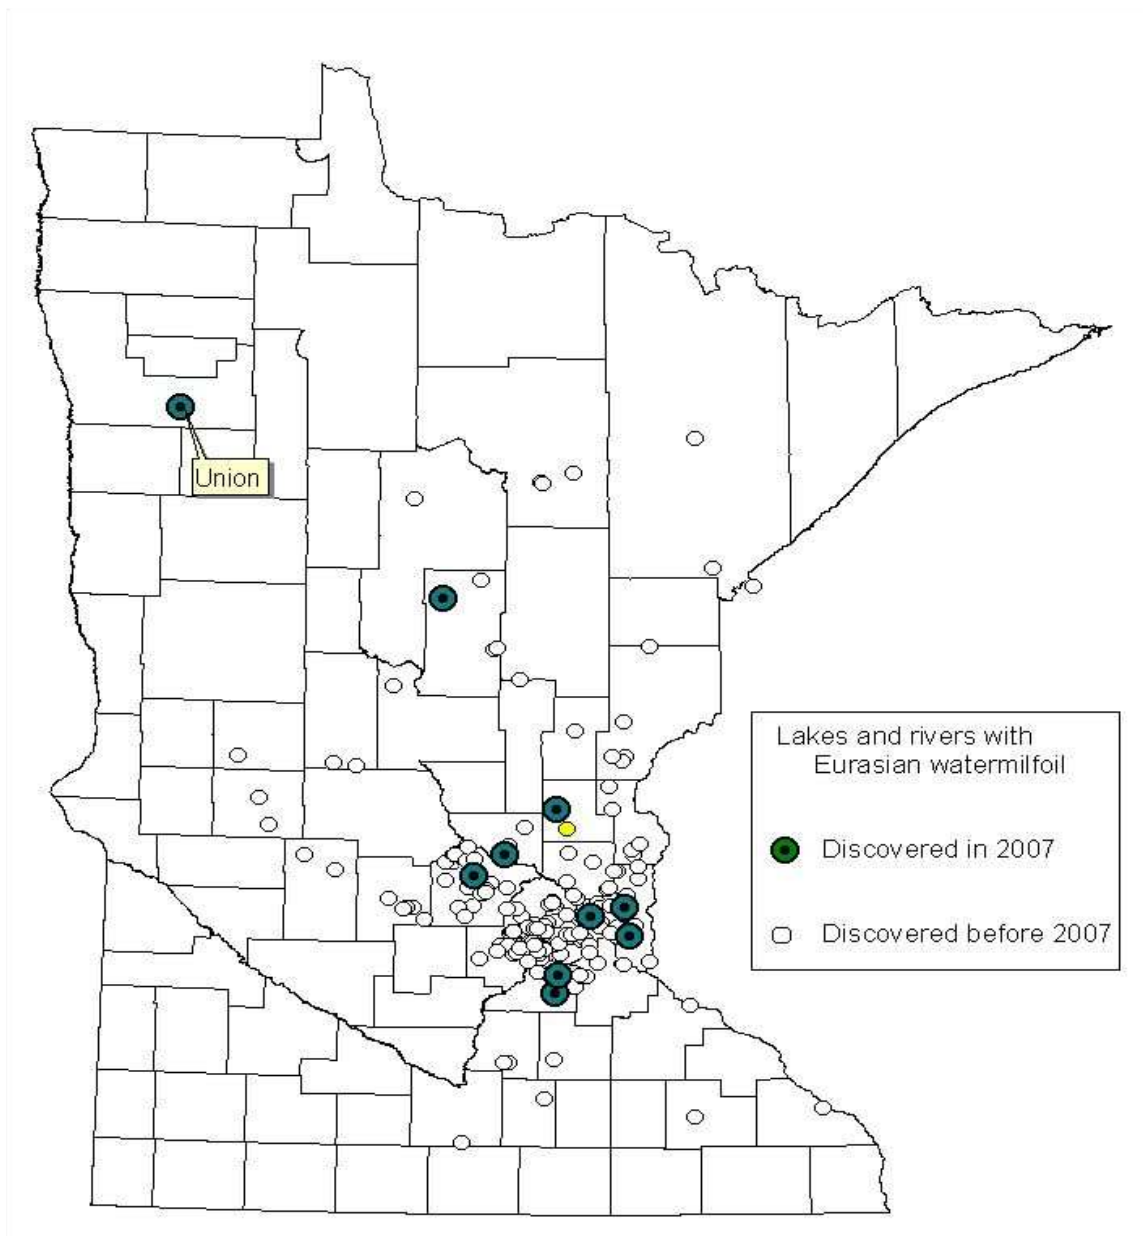 Union
Lakes and rivers with
Eurasian watermilfoil
Discovered in 2007
Discovered before 2007